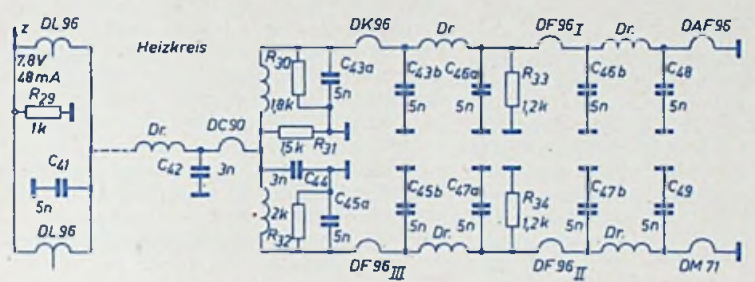 z
DL96
7.8V
48mA
R29
1k
C41
5n
DL96
Heizkreis
Dr.
DC90
C42
3n
R30
1,8k
C43a
5n
1,5k
R31
3n
C44
2k
R32
C45a
5n
DK96
Dr
DF96 I
Dr.
DAF96
C43b
5n
C46a
5n
R33
1,2k
C46b
5n
C48
5n
C45b
5n
C47a
5n
R34
1,2k
C47b
5n
C49
5n
Dr.
Dr.
DF96 III
DF96 II
DM71